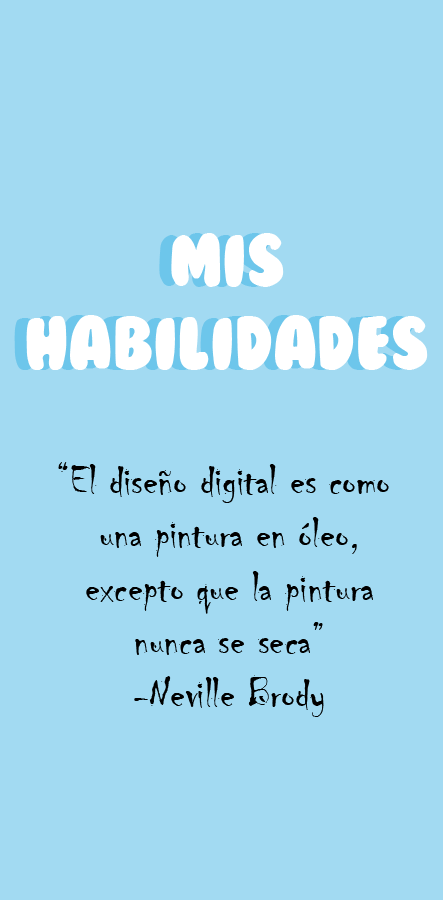 MIS
HABILIDADES
“El diseño digital es como
una pintura en óleo,
excepto que la pintura
nunca se seca”
-Neville Brody